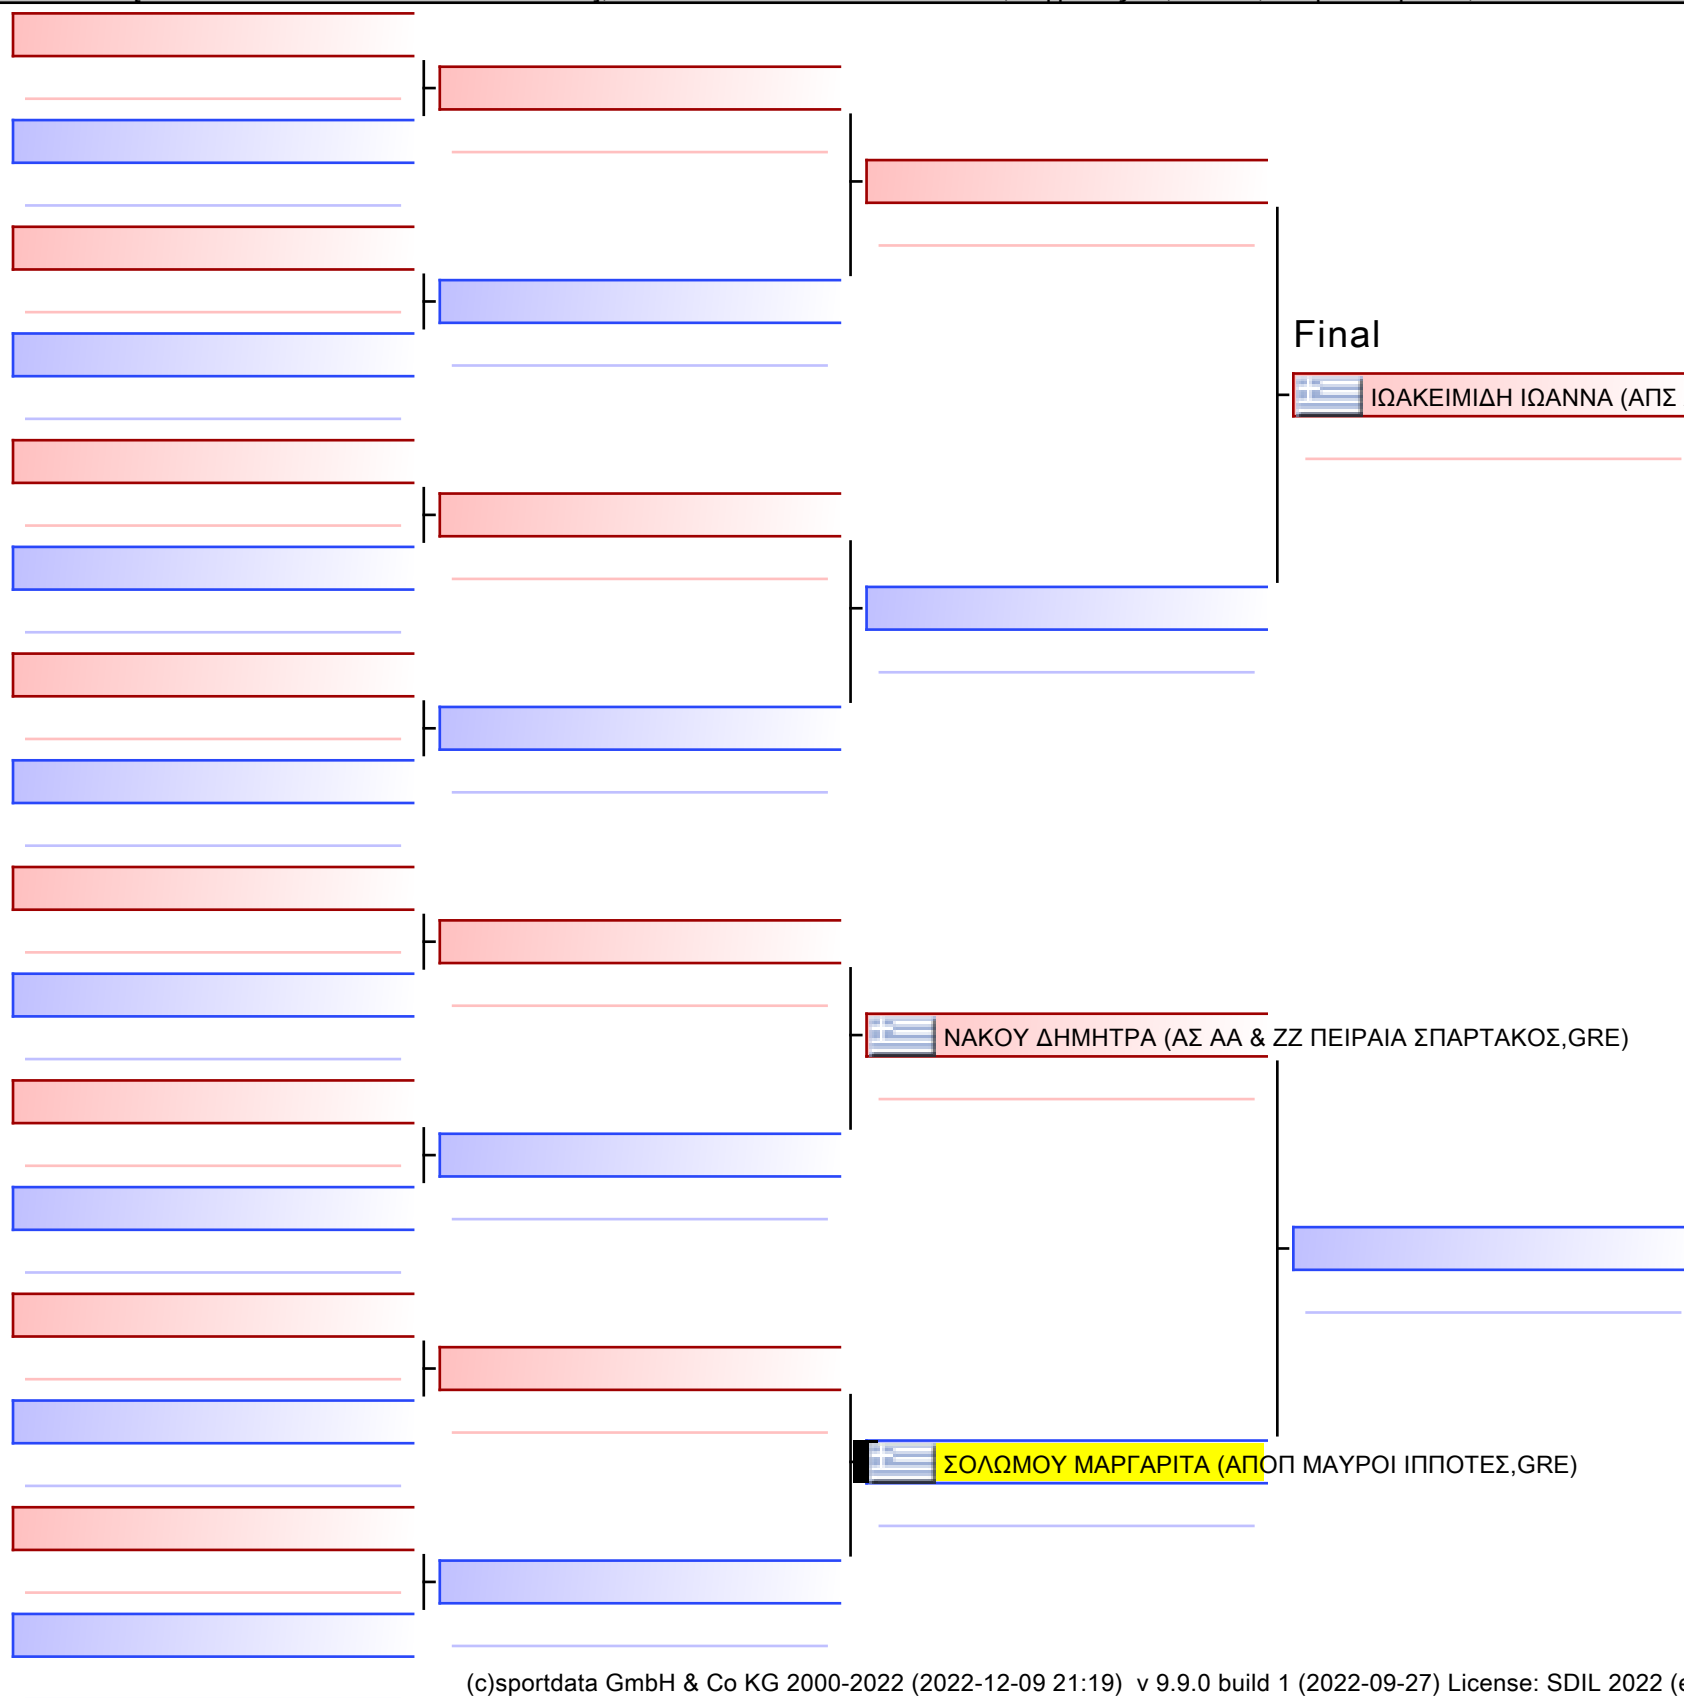 Final
ΙΩΑΚΕΙΜΙΔΗ ΙΩΑΝΝΑ (ΑΠΣ
ΝΑΚΟΥ ΔΗΜΗΤΡΑ (ΑΣ ΑΑ & ΖΖ ΠΕΙΡΑΙΑ ΣΠΑΡΤΑΚΟΣ,GRE)
ΣΟΛΩΜΟΥ ΜΑΡΓΑΡΙΤΑ (ΑΠΟΠ ΜΑΥΡΟΙ ΙΠΠΟΤΕΣ,GRE)
(c)sportdata GmbH & Co KG 2000-2022 (2022-12-09 21:19) v 9.9.0 build 1 (2022-09-27) License: SDIL 2022 (e